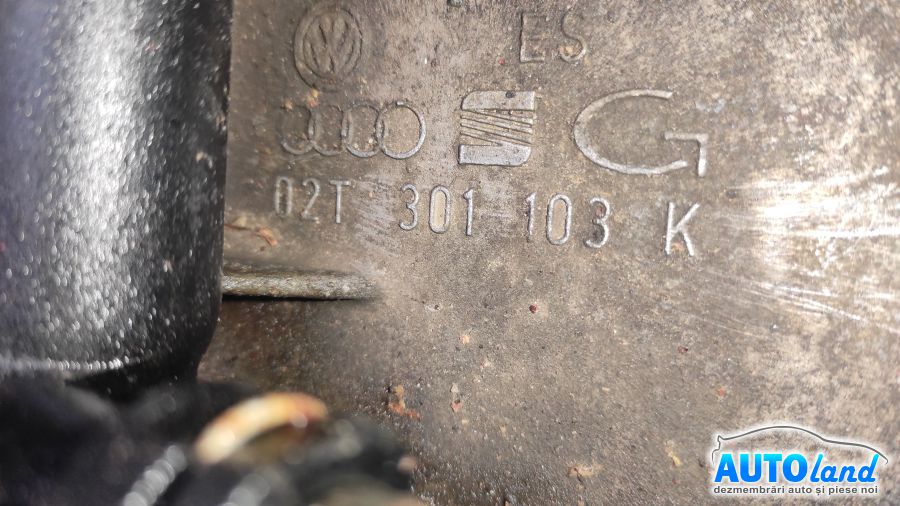 ES
G
02T 301 103 K
AUTOland
dezmembrări auto și piese noi